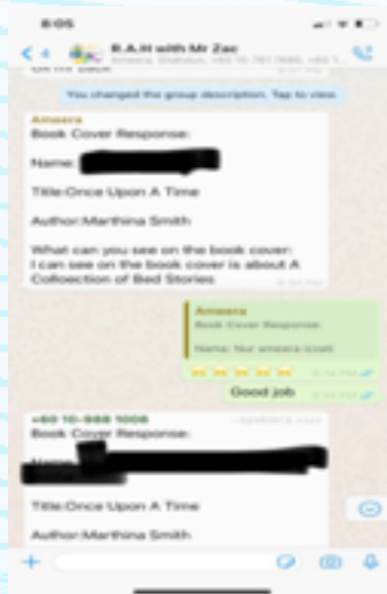 8:05
4
R.A.H with Mr Zac
You changed the group description. Tap to view.
Ameera
Book Cover Response:
Name:
Title:Once Upon A Time
Author:Marthina Smith
What can you see on the book cover:
I can see on the book cover is about A
Colloection of Bed Stories
Ameera
Book Cover Response:
Name: Nur ameera izzati
Good job
Book Cover Response:
Name:
Title:Once Upon A Time
Author:Marthina Smith